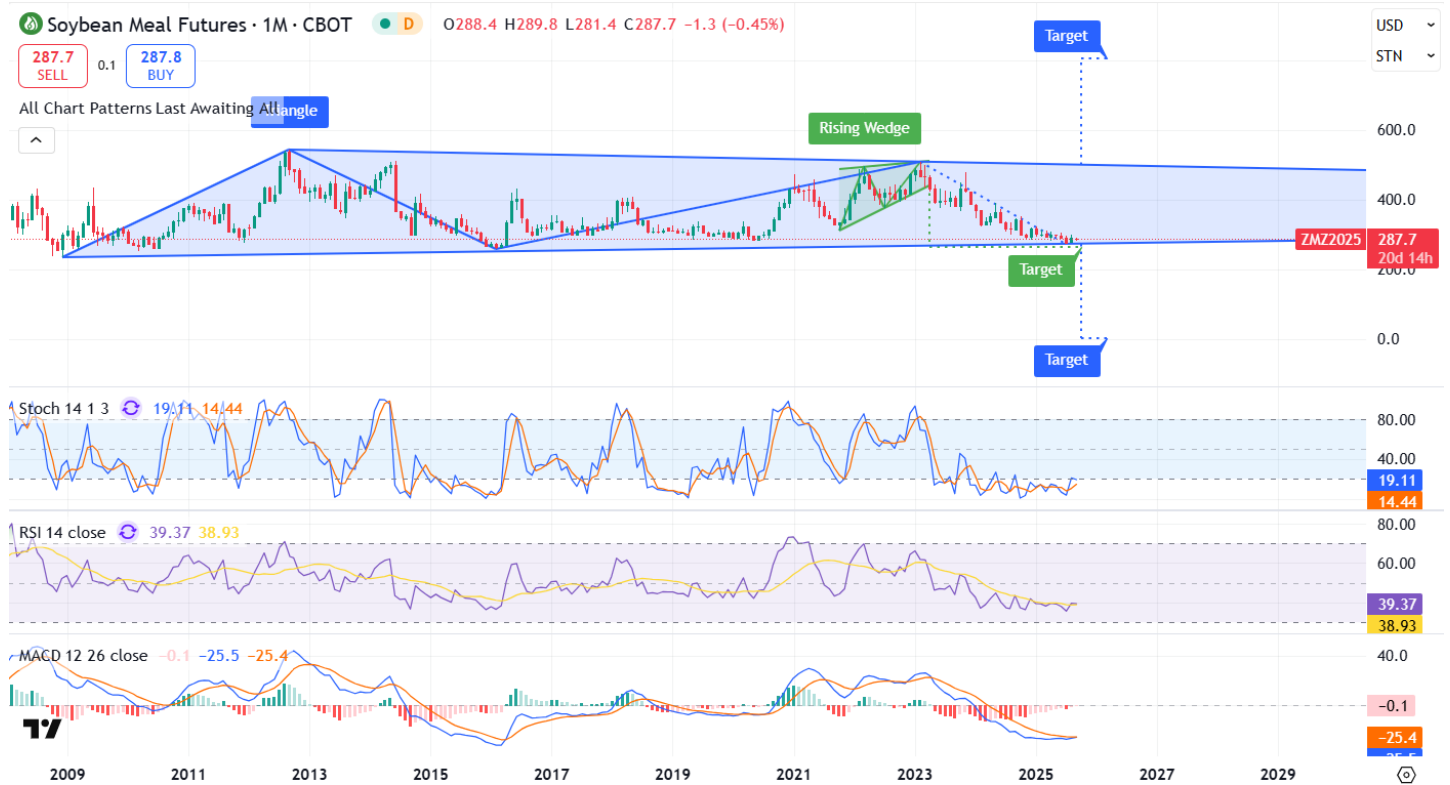 Soybean Meal Futures · 1M · CBOT D O288.4 H289.8 L281.4 C287.7 −1.3 (−0.45%)
USD
STN
287.7
SELL
0.1
287.8
BUY
All Chart Patterns Last Awaiting All
Target
Rising Wedge
600.0
400.0
ZMZ2025
287.7
20d 14h
200.0
Target
0.0
Target
Stoch 14 1 3 19.11 14.44
80.00
40.00
19.11
14.44
RSI 14 close 39.37 38.93
80.00
60.00
39.37
38.93
MACD 12 26 close −0.1 −25.5 −25.4
40.0
−0.1
−25.4
2009 2011 2013 2015 2017 2019 2021 2023 2025 2027 2029